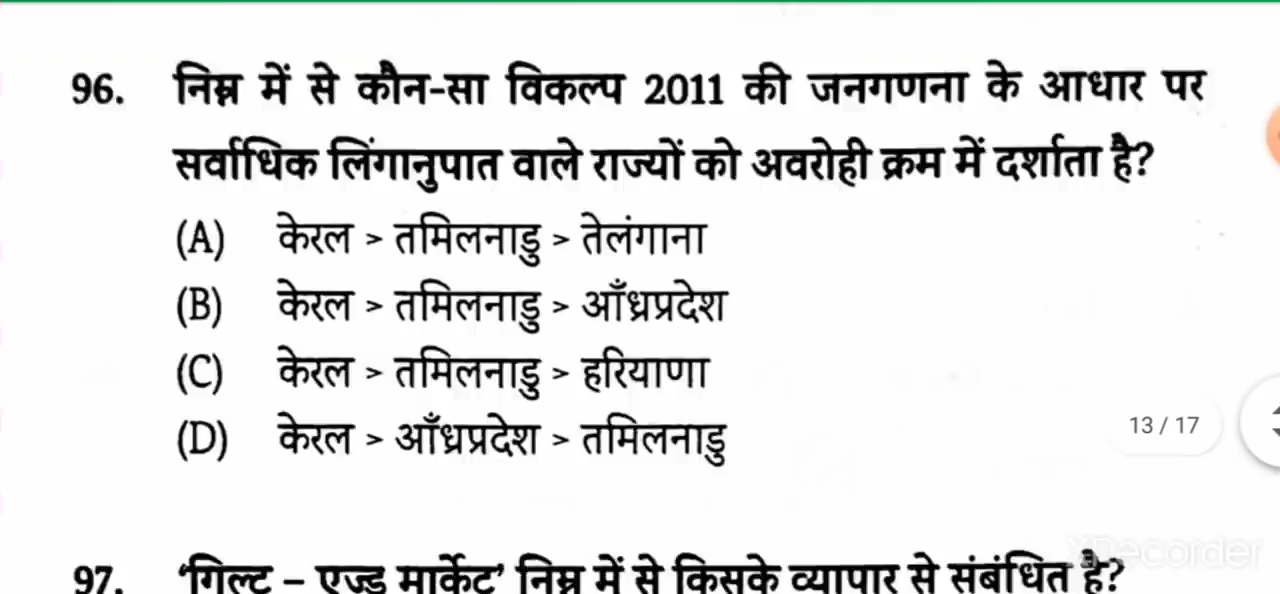 96. निम्न में से कौन-सा विकल्प 2011 की जनगणना के आधार पर
सर्वाधिक लिंगानुपात वाले राज्यों को अवरोही क्रम में दर्शाता है?
(A) केरल > तमिलनाडु > तेलंगाना
(B) केरल > तमिलनाडु > आँध्रप्रदेश
(C) केरल > तमिलनाडु > हरियाणा
(D) केरल > आँध्रप्रदेश > तमिलनाडु
13 / 17
XRecorder
97. ‘गिल्ट – एज्ड मार्केट’ निम्न में से किसके व्यापार से संबंधित है?